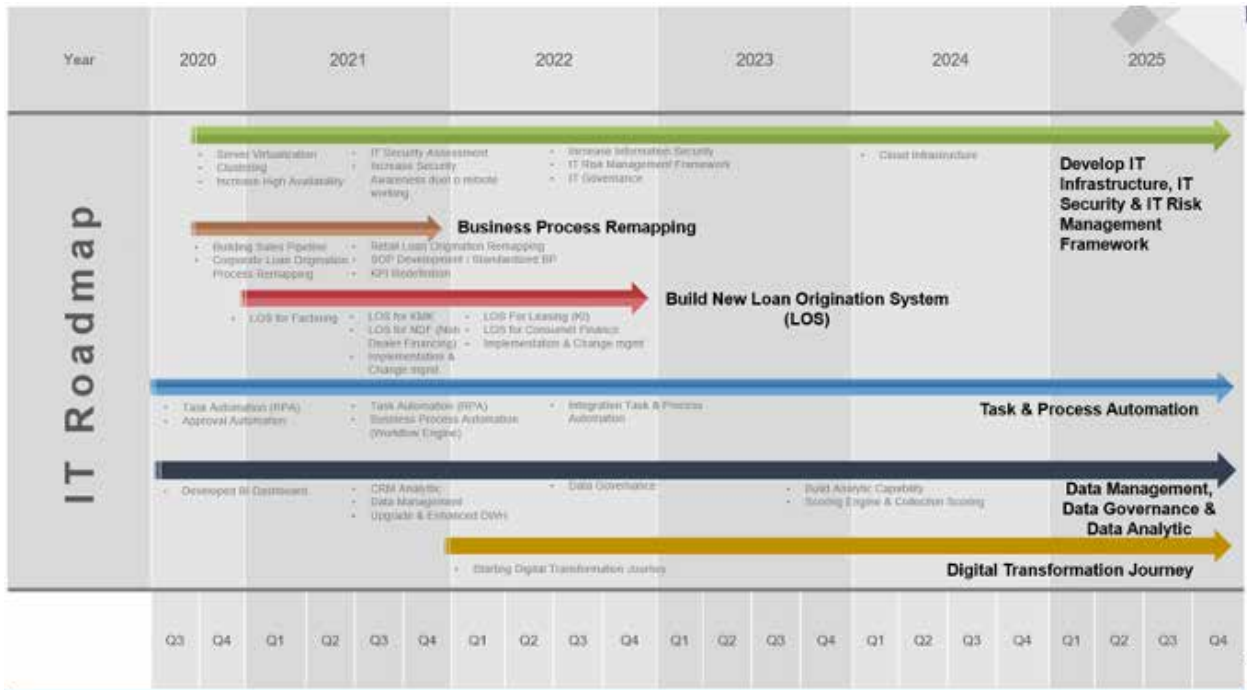 Year 2020 2021 2022 2023 2024 2025
IT Roadmap
• Server Virtualization
• Clustering
• Increase High Availability
• IT Security Assessment
• Increase Security
Awareness duet o remote
working
• Increase Information Security
• IT Risk Management Framework
• IT Governance
• Cloud Infrastructure
Develop IT
Infrastructure, IT
Security & IT Risk
Management
Framework
Business Process Remapping
• Building Sales Pipeline
• Corporate Loan Origination
Process Remapping
• Retail Loan Origination Remapping
• SOP Development : Standardized BP
• KPI Redefinition
Build New Loan Origination System
(LOS)
• LOS for Factoring
• LOS for KMK
• LOS for NDF (Non
Dealer Financing)
• Implementation &
Change mgmt
• LOS For Leasing (KI)
• LOS for Consumer Finance
• Implementation & Change mgmt
• Task Automation (RPA)
• Approval Automation
• Task Automation (RPA)
• Business Process Automation
(Workflow Engine)
• Integration Task & Process
Automation
Task & Process Automation
• Developed BI Dashboard
• CRM Analytic
• Data Management
• Upgrade & Enhanced DWH
• Data Governance
• Build Analytic Capability
• Scoring Engine & Collection Scoring
Data Management,
Data Governance &
Data Analytic
• Starting Digital Transformation Journey
Digital Transformation Journey
Q3 Q4 Q1 Q2 Q3 Q4 Q1 Q2 Q3 Q4 Q1 Q2 Q3 Q4 Q1 Q2 Q3 Q4 Q1 Q2 Q3 Q4